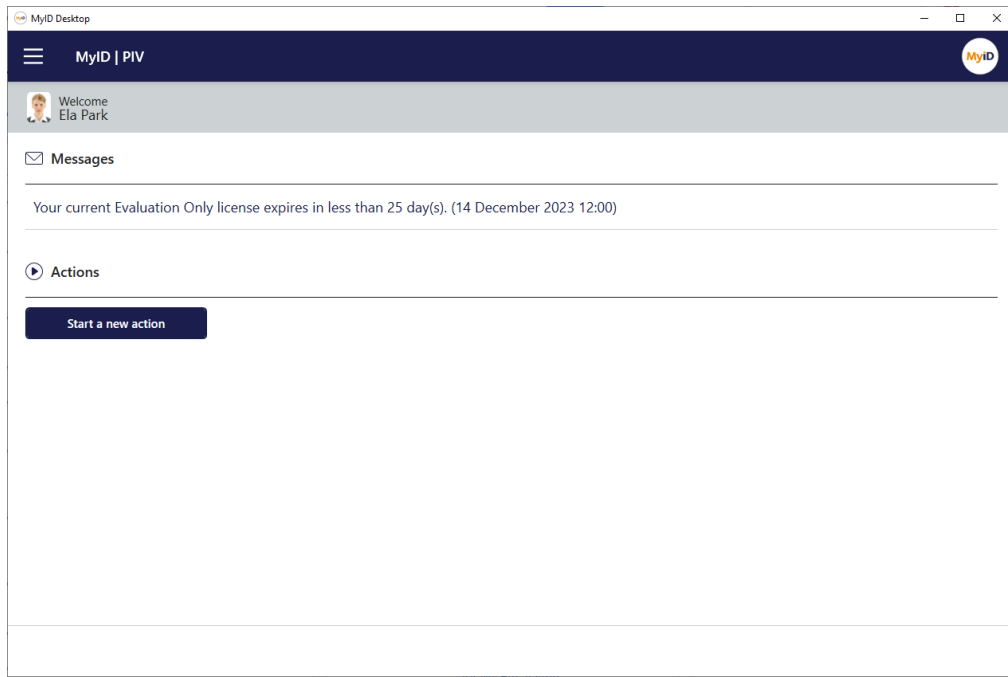 MyID Desktop
MyID | PIV
MyiD
Welcome
Ela Park
Messages
Your current Evaluation Only license expires in less than 25 day(s). (14 December 2023 12:00)
Actions
Start a new action